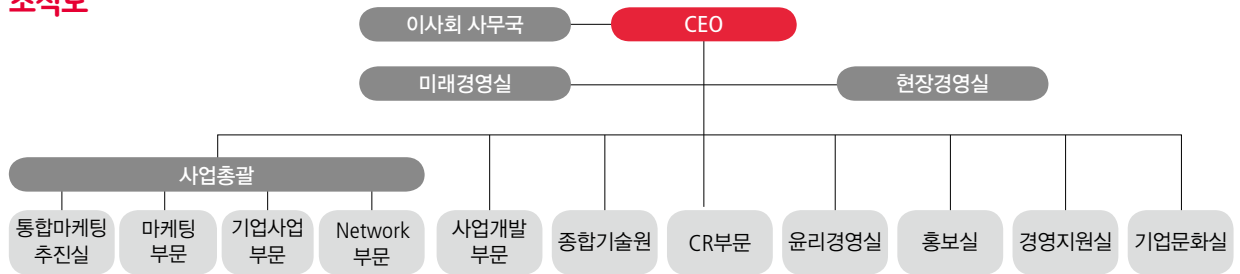 조직도
이사회 사무국
CEO
미래경영실
현장경영실
사업총괄
통합마케팅
추진실
마케팅
부문
기업사업
부문
Network
부문
사업개발
부문
종합기술원
CR부문
윤리경영실
홍보실
경영지원실
기업문화실